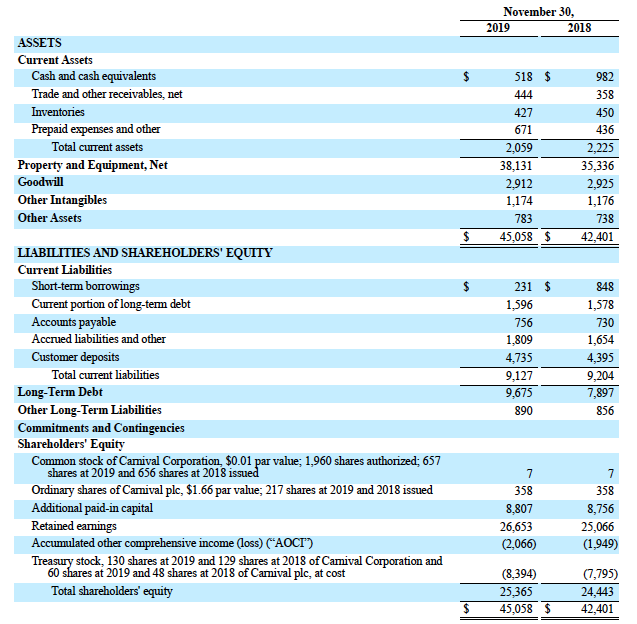 November 30,
2019 2018
ASSETS
Current Assets
Cash and cash equivalents $ 518 $ 982
Trade and other receivables, net 444 358
Inventories 427 450
Prepaid expenses and other 671 436
Total current assets 2,059 2,225
Property and Equipment, Net 38,131 35,336
Goodwill 2,912 2,925
Other Intangibles 1,174 1,176
Other Assets 783 738
$ 45,058 $ 42,401
LIABILITIES AND SHAREHOLDERS' EQUITY
Current Liabilities
Short-term borrowings $ 231 $ 848
Current portion of long-term debt 1,596 1,578
Accounts payable 756 730
Accrued liabilities and other 1,809 1,654
Customer deposits 4,735 4,395
Total current liabilities 9,127 9,204
Long-Term Debt 9,675 7,897
Other Long-Term Liabilities 890 856
Commitments and Contingencies
Shareholders' Equity
Common stock of Carnival Corporation, $0.01 par value; 1,960 shares authorized; 657
shares at 2019 and 656 shares at 2018 issued 7 7
Ordinary shares of Carnival plc, $1.66 par value; 217 shares at 2019 and 2018 issued 358 358
Additional paid-in capital 8,807 8,756
Retained earnings 26,653 25,066
Accumulated other comprehensive income (loss) (“AOCI”) (2,066) (1,949)
Treasury stock, 130 shares at 2019 and 129 shares at 2018 of Carnival Corporation and
60 shares at 2019 and 48 shares at 2018 of Carnival plc, at cost (8,394) (7,795)
Total shareholders' equity 25,365 24,443
$ 45,058 $ 42,401